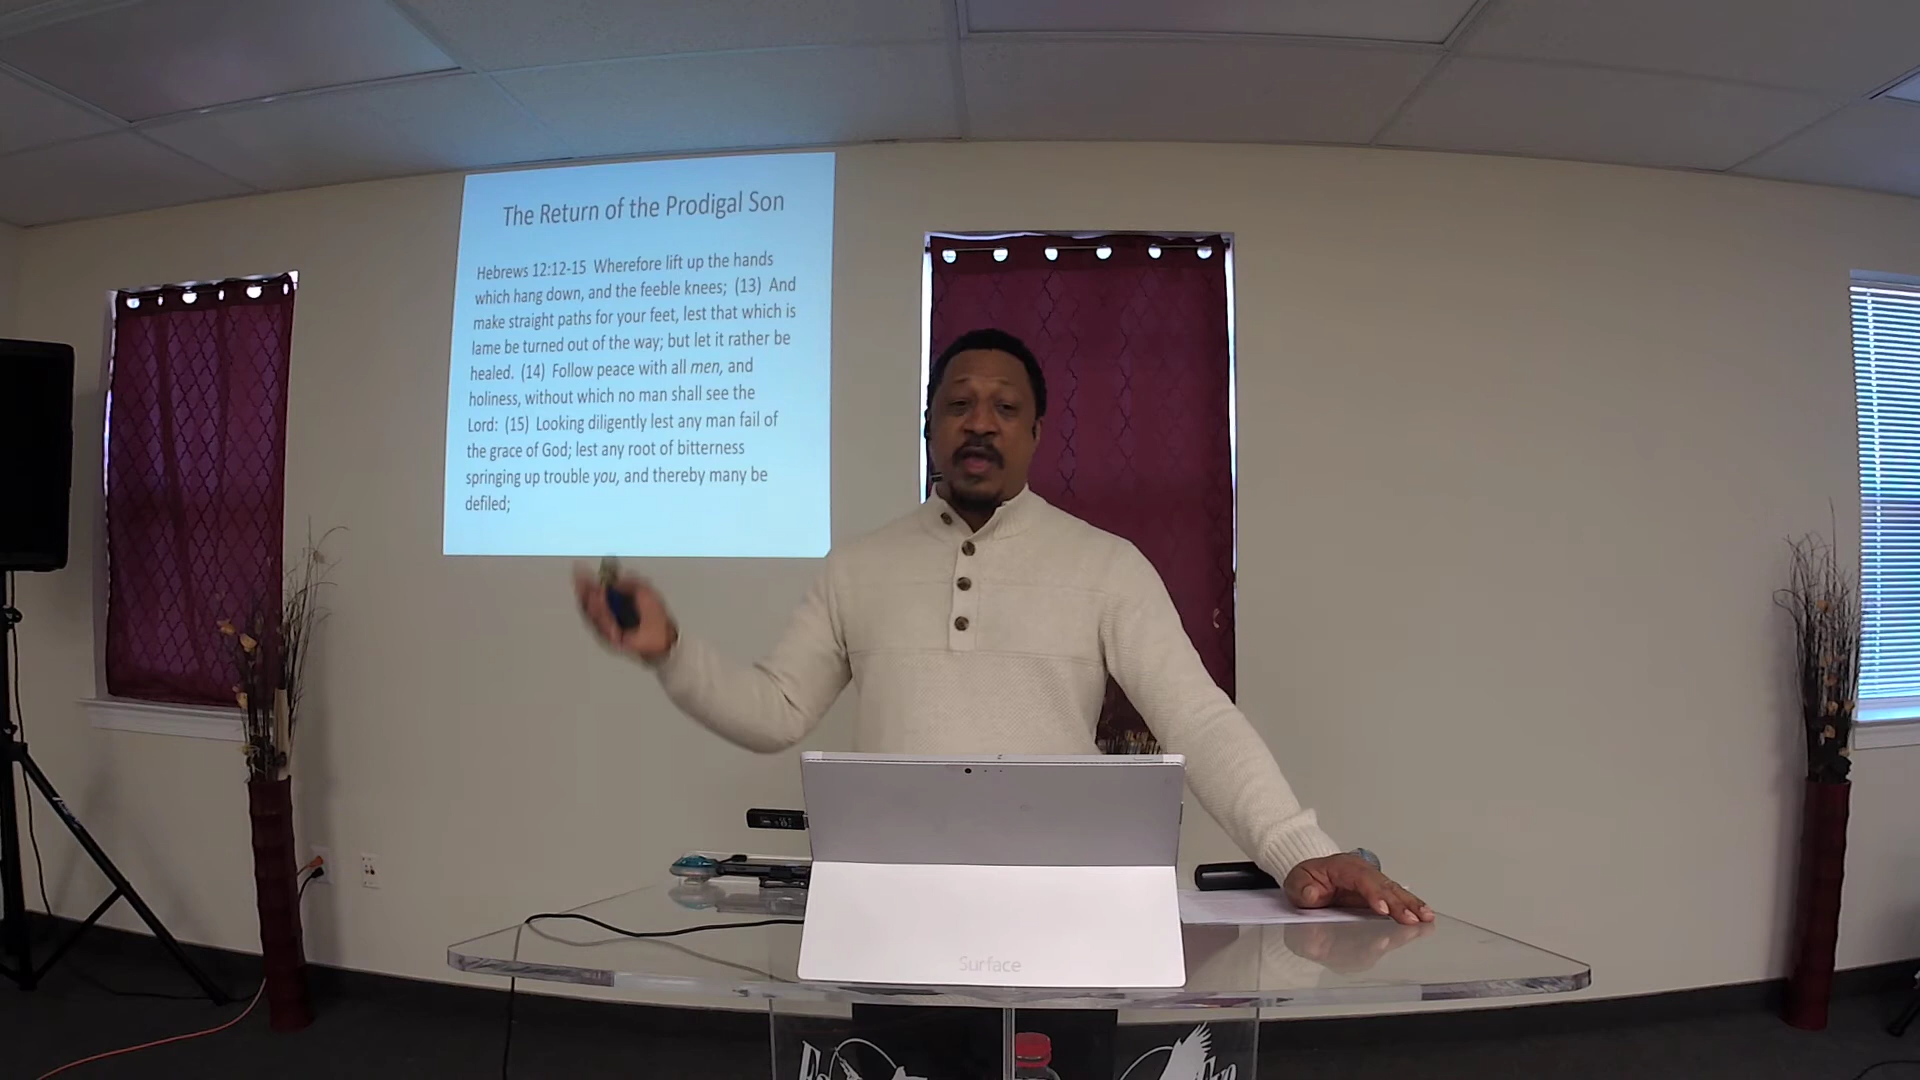 The Return of the Prodigal Son
Hebrews 12:12-15 Wherefore lift up the hands
which hang down, and the feeble knees; (13) And
make straight paths for your feet, lest that which is
lame be turned out of the way; but let it rather be
healed. (14) Follow peace with all men, and
holiness, without which no man shall see the
Lord: (15) Looking diligently lest any man fail of
the grace of God; lest any root of bitterness
springing up trouble you, and thereby many be
defiled;
Surface